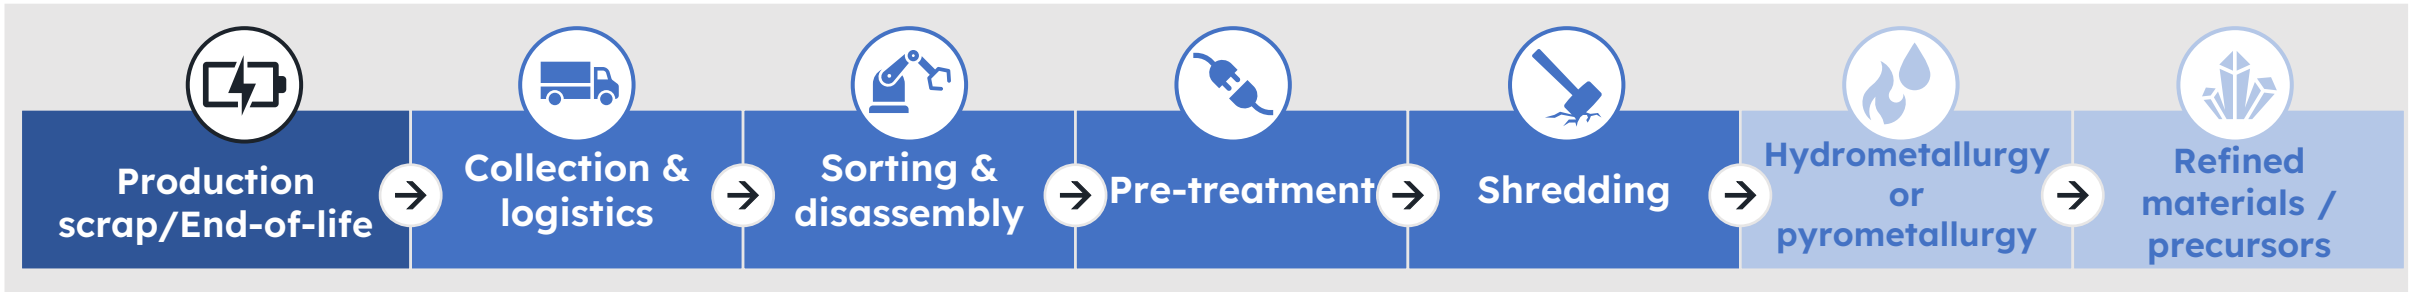 Production
scrap/End-of-life
Collection &
logistics
Sorting &
disassembly
Pre-treatment
Shredding
Hydrometallurgy
or
pyrometallurgy
Refined
materials /
precursors